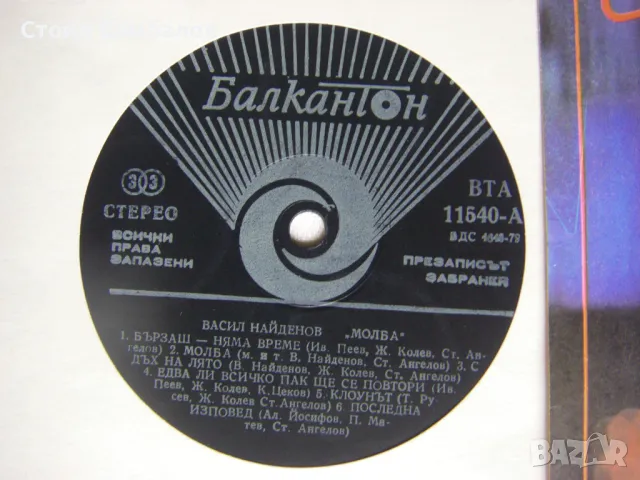 Балкантон
33
СТЕРЕО
ВСИЧКИ
ПРАВА
ЗАПАЗЕНИ
ВТА
11540-А
БДС 4648-79
ПРЕЗАПИСЪТ
ЗАБРАНЕН
ВАСИЛ НАЙДЕНОВ „МОЛБА“
1. БЪРЗАШ — НЯМА ВРЕМЕ (Ив. Пеев, Ж. Колев, Ст. Ан-
гелов) 2. МОЛБА (м. и т. В. Найденов, Ст. Ангелов) 3. С
ДЪХ НА ЛЯТО (В. Найденов, Ж. Колев, Ст. Ангелов)
4. ЕДВА ЛИ ВСИЧКО ПАК ЩЕ СЕ ПОВТОРИ (Ив.
Пеев, Ж. Колев, К.Цеков) 5. КЛОУНЪТ (Т. Ру-
сев, Ж. Колев Ст.Ангелов) 6. ПОСЛЕДНА
ИЗПОВЕД (Ал. Йосифов, П. Ма-
тев, Ст. Ангелов)
BAZAR